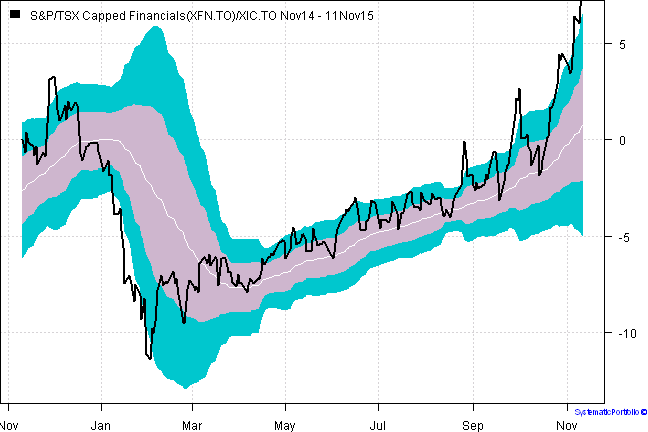 S&P/TSX Capped Financials(XFN.TO)/XIC.TO Nov14 - 11Nov15
5
0
-5
-10
Nov Jan Mar May Jul Sep Nov
SystematicPortfolio ©